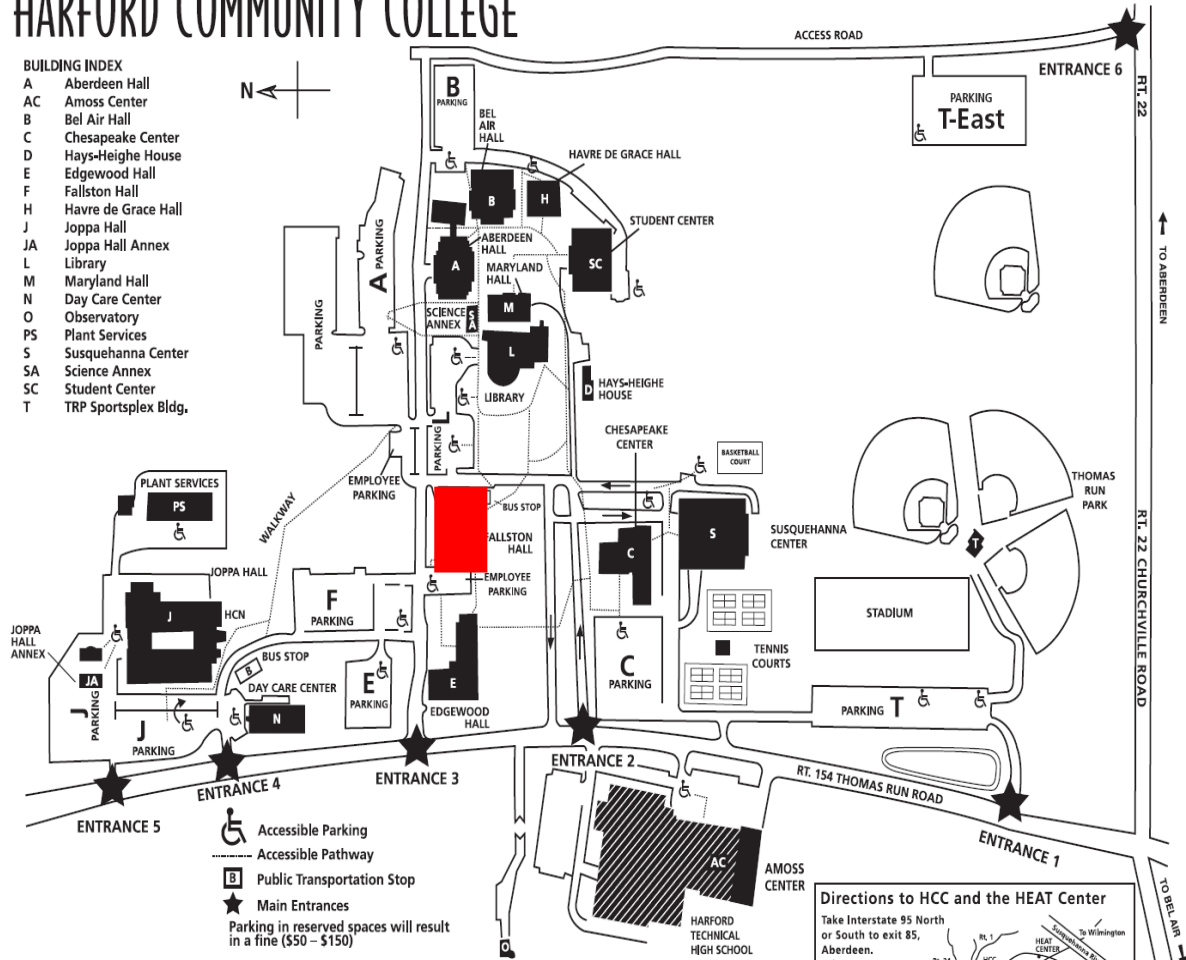 HARFORD COMMUNITY COLLEGE
BUILDING INDEX
A Aberdeen Hall
AC Amoss Center
B Bel Air Hall
C Chesapeake Center
D Hays-Heighe House
E Edgewood Hall
F Fallston Hall
H Havre de Grace Hall
J Joppa Hall
JA Joppa Hall Annex
L Library
M Maryland Hall
N Day Care Center
O Observatory
PS Plant Services
S Susquehanna Center
SA Science Annex
SC Student Center
T TRP Sportsplex Bldg.
N
ACCESS ROAD
ENTRANCE 6
RT. 22
PARKING
T-East
B
PARKING
BEL
AIR
HALL
HAVRE DE GRACE HALL
B
H
STUDENT CENTER
SC
ABERDEEN
HALL
A
MARYLAND
HALL
M
A PARKING
PARKING
SCIENCE
ANNEX
SA
L
LIBRARY
D
HAYS-HEIGHE
HOUSE
TO ABERDEEN
CHESAPEAKE
CENTER
PARKING L
BASKETBALL
COURT
EMPLOYEE
PARKING
WALKWAY
PLANT SERVICES
PS
BUS STOP
FALLSTON
HALL
EMPLOYEE
PARKING
C
S
SUSQUEHANNA
CENTER
THOMAS
RUN
PARK
T
RT. 22 CHURCHVILLE ROAD
JOPPA HALL
J
HCN
JOPPA
HALL
ANNEX
JA
F
PARKING
STADIUM
BUS STOP
B
DAY CARE CENTER
N
E
PARKING
E
EDGEWOOD
HALL
C
PARKING
TENNIS
COURTS
PARKING T
J PARKING
J
PARKING
ENTRANCE 5
ENTRANCE 4
ENTRANCE 3
ENTRANCE 2
RT. 154 THOMAS RUN ROAD
ENTRANCE 1
TO BEL AIR
AC
AMOSS
CENTER
HARFORD
TECHNICAL
HIGH SCHOOL
O
Accessible Parking
Accessible Pathway
B Public Transportation Stop
Main Entrances
Parking in reserved spaces will result
in a fine ($50 – $150)
Directions to HCC and the HEAT Center
Take Interstate 95 North
or South to exit 85,
Aberdeen.
Rt. 1
To Wilmington
HEAT
CENTER